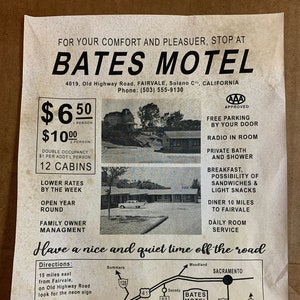 FOR YOUR COMFORT AND PLEASUER, STOP AT
BATES MOTEL
4019, Old Highway Road, FAIRVALE, Solano Cº, CALIFORNIA
Phone: (503) 555-9130
$6 50
1 PERSON
$10 00
2 PERSON
DOUBLE OCCUPANCY
$1 PER ADD'L PERSON
12 CABINS
LOWER RATES
BY THE WEEK
OPEN YEAR
ROUND
FAMILY OWNER
MANAGMENT
AAA
APPROVED
FREE PARKING
BY YOUR DOOR
RADIO IN ROOM
PRIVATE BATH
AND SHOWER
BREAKFAST,
POSSIBILITY OF
SANDWICHES &
LIGHT SNACKS
DINER 10 MILES
TO FAIRVALE
DAILY ROOM
SERVICE
Have a nice and quiet time off the road
Directions:
15 miles east
from Fairvale
on Old Highway Road
look for the neon sign
Woodland
SACRAMENTO
128
BATES
MOTEL